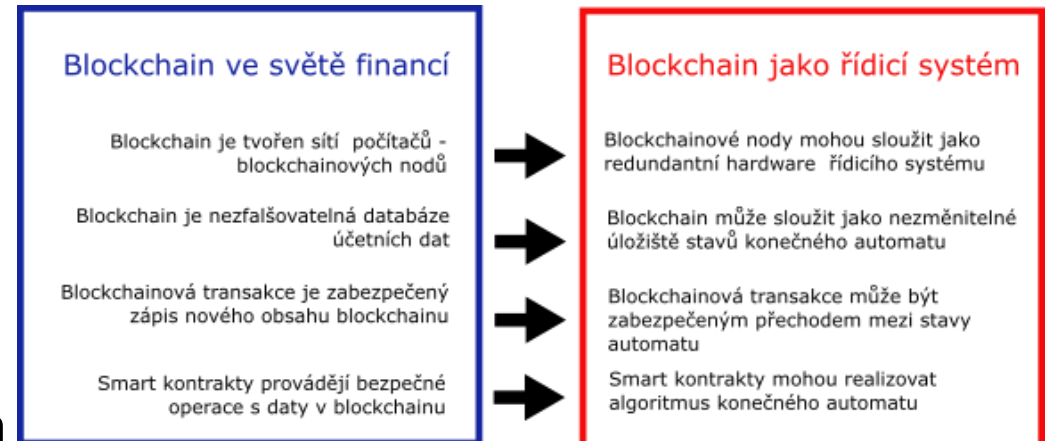 Blockchain ve světě financí
Blockchain je tvořen sítí počítačů -
blockchainových nodů
Blockchain je nezfalšovatelná databáze
účetních dat
Blockchainová transakce je zabezpečený
zápis nového obsahu blockchainu
Smart kontrakty provádějí bezpečné
operace s daty v blockchainu
Blockchain jako řídicí systém
Blockchainové nody mohou sloužit jako
redundantní hardware řídicího systému
Blockchain může sloužit jako nezměnitelné
úložiště stavů konečného automatu
Blockchainová transakce může být
zabezpečeným přechodem mezi stavy
automatu
Smart kontrakty mohou realizovat
algoritmus konečného automatu